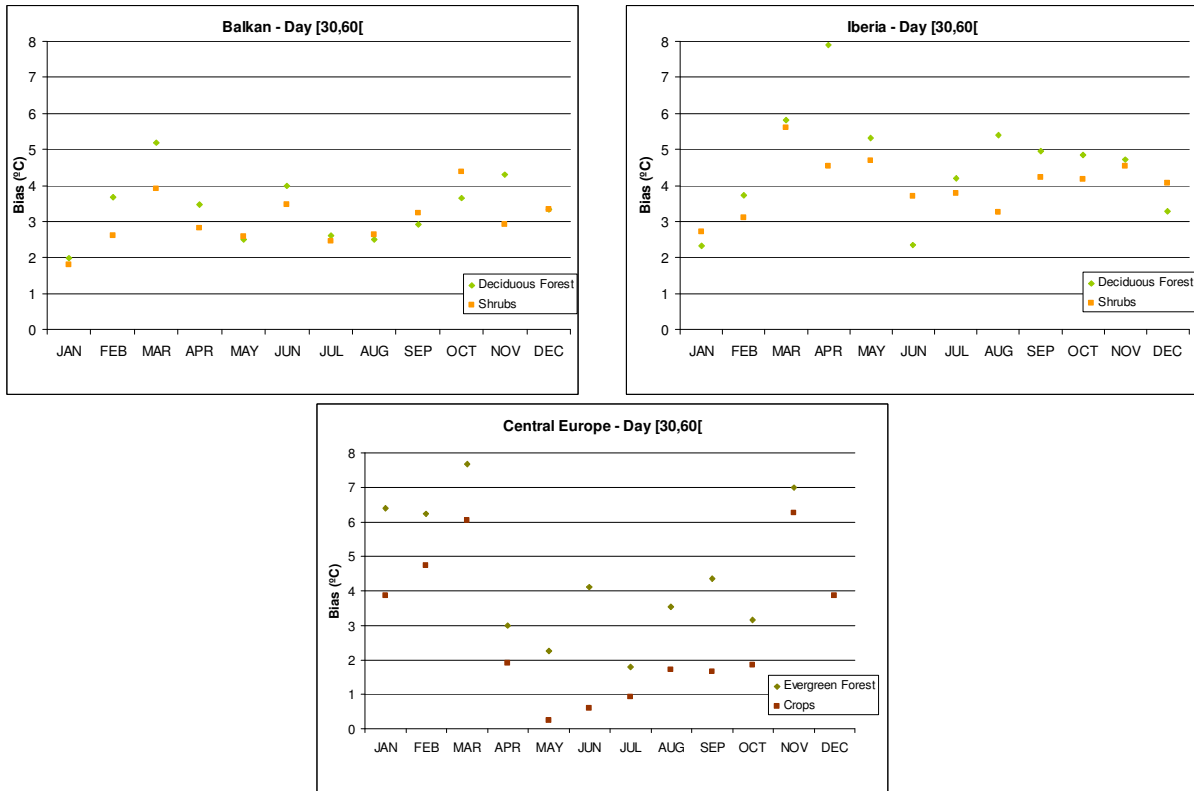 Balkan - Day [30,60[
Bias (ºC)
8
7
6
5
4
3
2
1
0
JAN FEB MAR APR MAY JUN JUL AUG SEP OCT NOV DEC
Deciduous Forest
Shrubs
Iberia - Day [30,60[
Bias (ºC)
8
7
6
5
4
3
2
1
0
JAN FEB MAR APR MAY JUN JUL AUG SEP OCT NOV DEC
Deciduous Forest
Shrubs
Central Europe - Day [30,60[
Bias (ºC)
8
7
6
5
4
3
2
1
0
JAN FEB MAR APR MAY JUN JUL AUG SEP OCT NOV DEC
Evergreen Forest
Crops